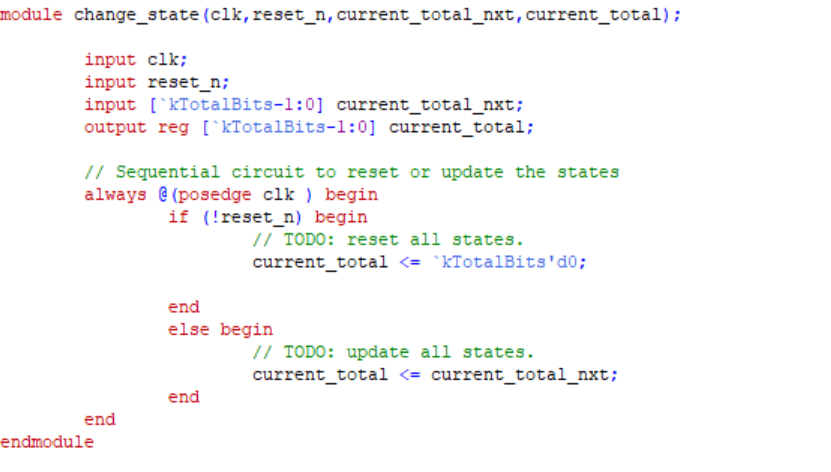 module change_state(clk,reset_n,current_total_nxt,current_total);
input clk;
input reset_n;
input [`kTotalBits-1:0] current_total_nxt;
output reg [`kTotalBits-1:0] current_total;
// Sequential circuit to reset or update the states
always @(posedge clk ) begin
if (!reset_n) begin
// TODO: reset all states.
current_total <= `kTotalBits'd0;
end
else begin
// TODO: update all states.
current_total <= current_total_nxt;
end
end
endmodule